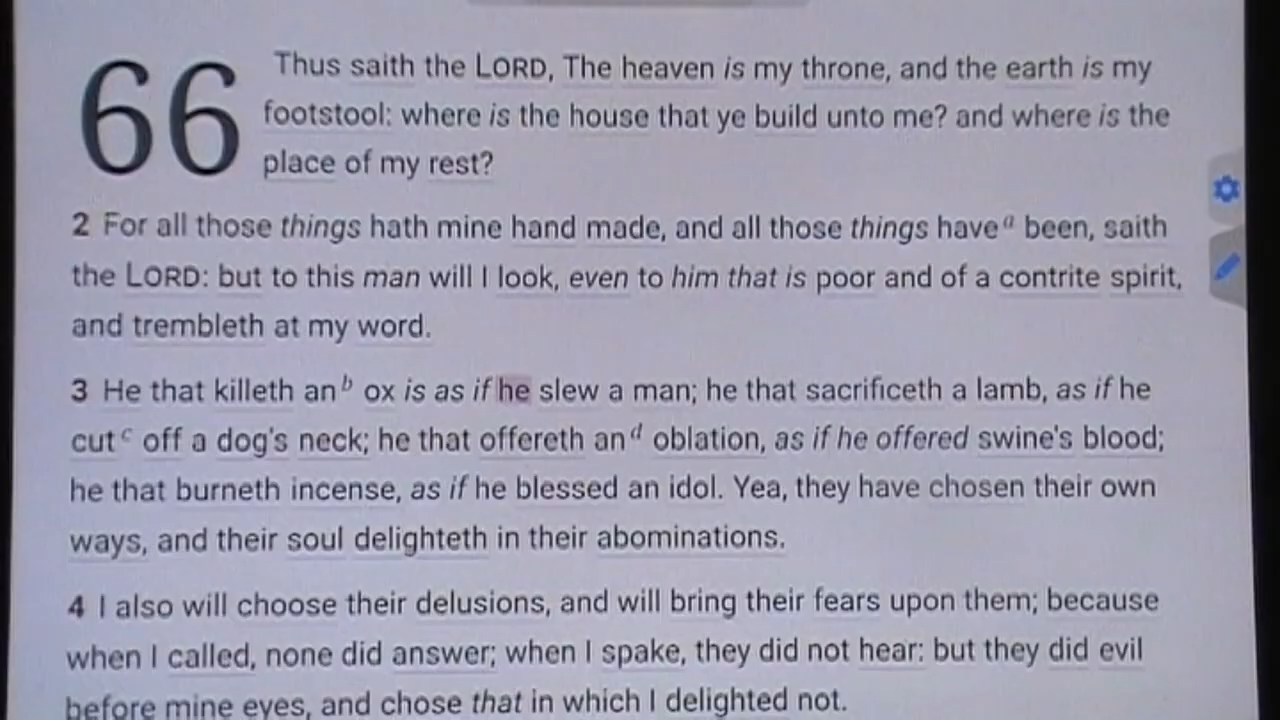 66 Thus saith the LORD, The heaven is my throne, and the earth is my
footstool: where is the house that ye build unto me? and where is the
place of my rest?
2 For all those things hath mine hand made, and all those things have a been, saith
the LORD: but to this man will I look, even to him that is poor and of a contrite spirit,
and trembleth at my word.
3 He that killeth an b ox is as if he slew a man; he that sacrificeth a lamb, as if he
cut c off a dog's neck; he that offereth an d oblation, as if he offered swine's blood;
he that burneth incense, as if he blessed an idol. Yea, they have chosen their own
ways, and their soul delighteth in their abominations.
4 I also will choose their delusions, and will bring their fears upon them; because
when I called, none did answer; when I spake, they did not hear: but they did evil
before mine eyes, and chose that in which I delighted not.